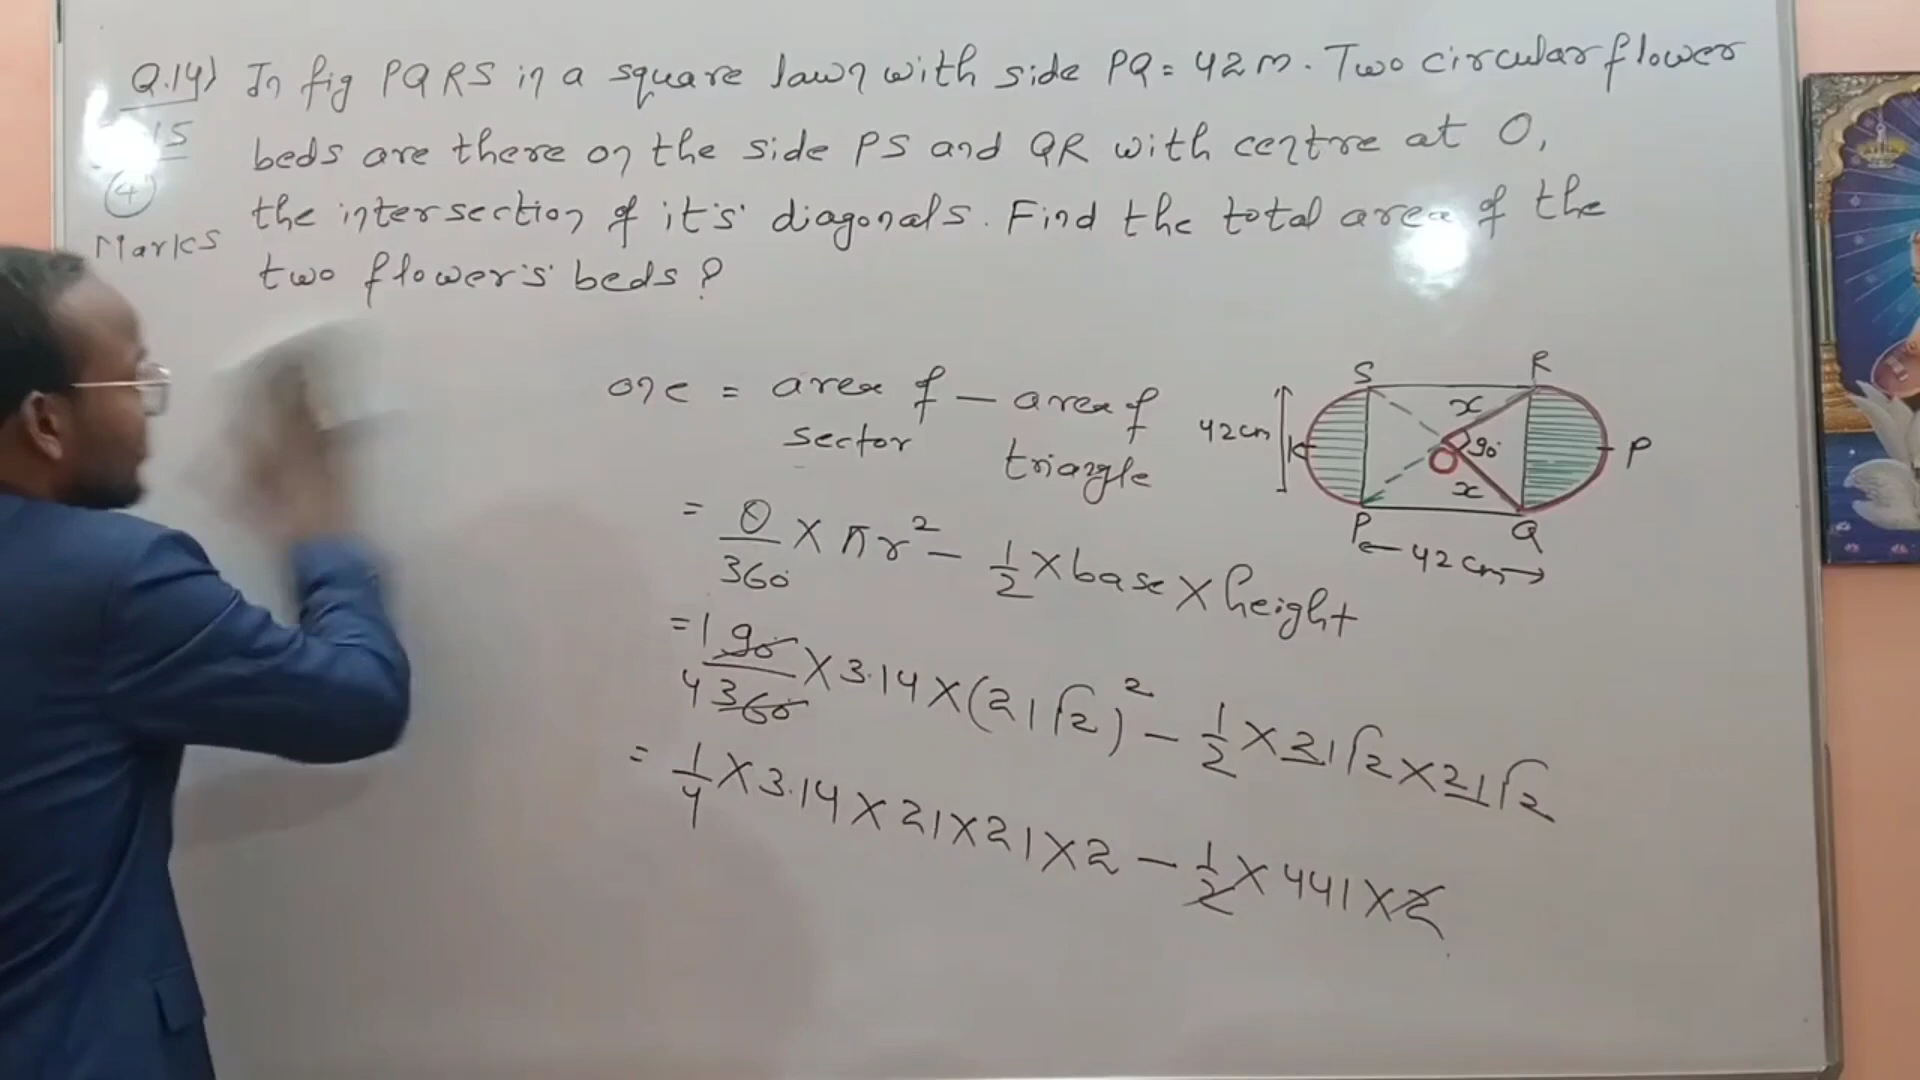 Q.14) In fig PQRS in a square lawn with side PQ = 42m. Two circular flower
15 beds are there on the side PS and QR with centre at O,
(4) the intersection of it's diagonals. Find the total area of the
Marks two flower's beds?
one = area of sector - area of triangle
= θ/360 × πr² - 1/2 × base × height
= 1 90/4 360 × 3.14 × (21√2)² - 1/2 × 21√2 × 21√2
= 1/4 × 3.14 × 21 × 21 × 2 - 1/2 × 441 × 2
S R
42cm x 90° P
O
x
P Q
42cm